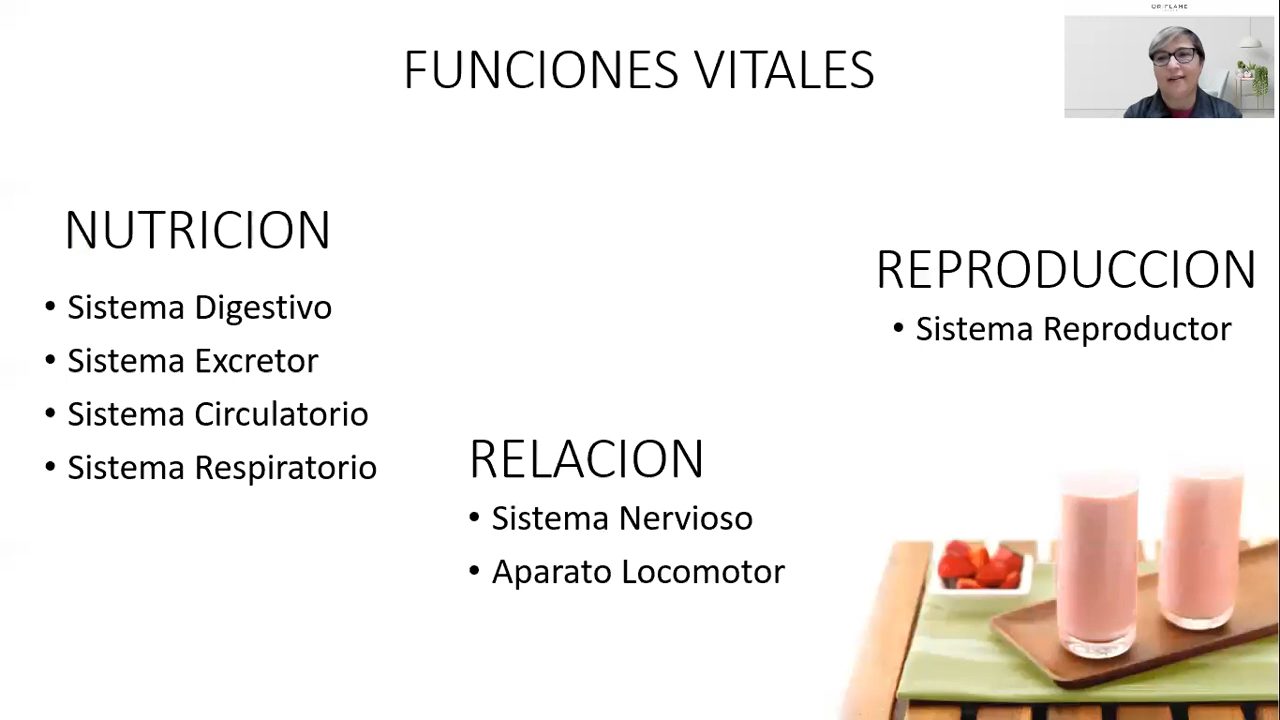 ORIFLAME
FUNCIONES VITALES
NUTRICION
• Sistema Digestivo
• Sistema Excretor
• Sistema Circulatorio
• Sistema Respiratorio
RELACION
• Sistema Nervioso
• Aparato Locomotor
REPRODUCCION
• Sistema Reproductor